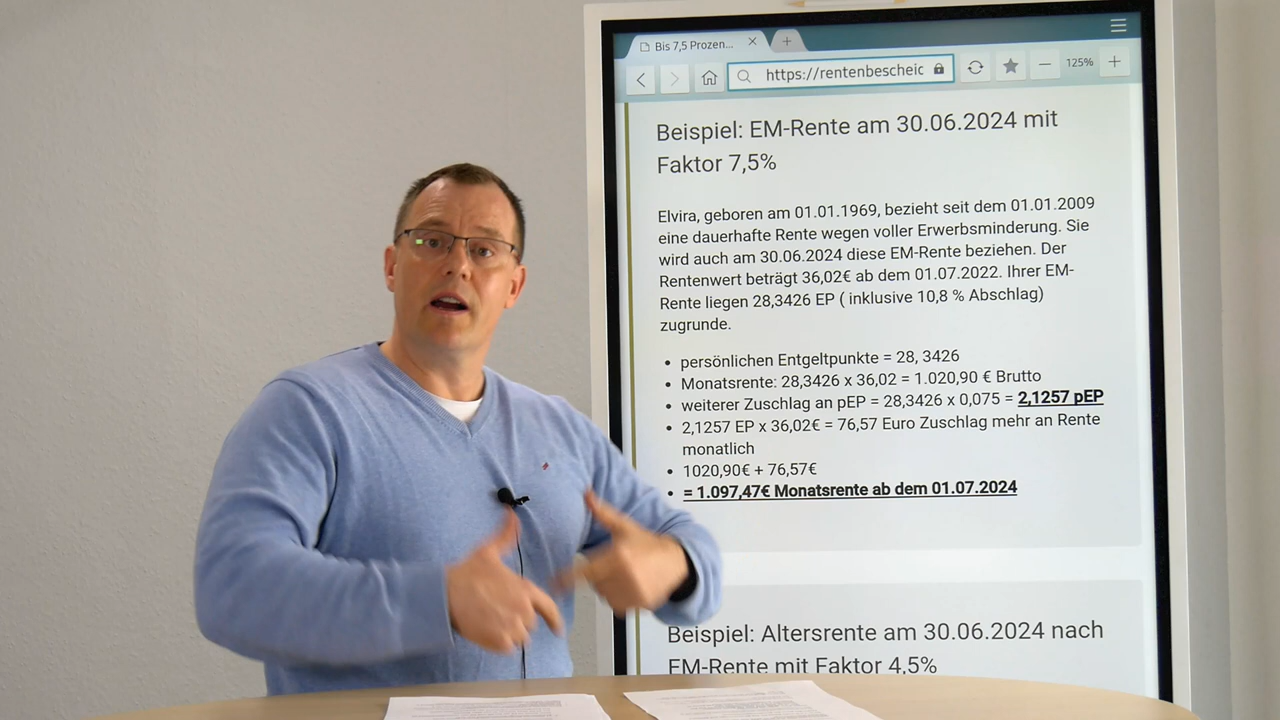 Bis 7,5 Prozen...
https://rentenbescheic
125%
Beispiel: EM-Rente am 30.06.2024 mit
Faktor 7,5%
Elvira, geboren am 01.01.1969, bezieht seit dem 01.01.2009
eine dauerhafte Rente wegen voller Erwerbsminderung. Sie
wird auch am 30.06.2024 diese EM-Rente beziehen. Der
Rentenwert beträgt 36,02€ ab dem 01.07.2022. Ihrer EM-
Rente liegen 28,3426 EP ( inklusive 10,8 % Abschlag)
zugrunde.
• persönlichen Entgeltpunkte = 28, 3426
• Monatsrente: 28,3426 x 36,02 = 1.020,90 € Brutto
• weiterer Zuschlag an pEP = 28,3426 x 0,075 = 2,1257 pEP
• 2,1257 EP x 36,02€ = 76,57 Euro Zuschlag mehr an Rente
monatlich
• 1020,90€ + 76,57€
• = 1.097,47€ Monatsrente ab dem 01.07.2024
Beispiel: Altersrente am 30.06.2024 nach
EM-Rente mit Faktor 4,5%